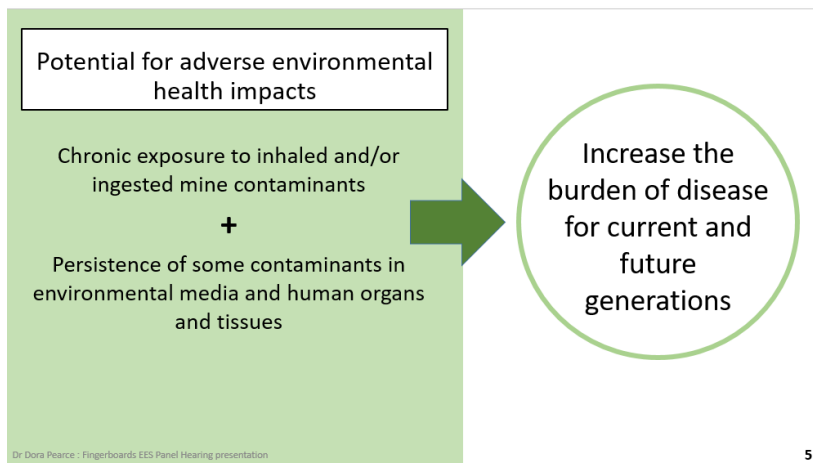 Potential for adverse environmental
health impacts
Chronic exposure to inhaled and/or
ingested mine contaminants
+
Persistence of some contaminants in
environmental media and human organs
and tissues
Increase the
burden of disease
for current and
future
generations
Dr Dora Pearce : Fingerboards EES Panel Hearing presentation
5